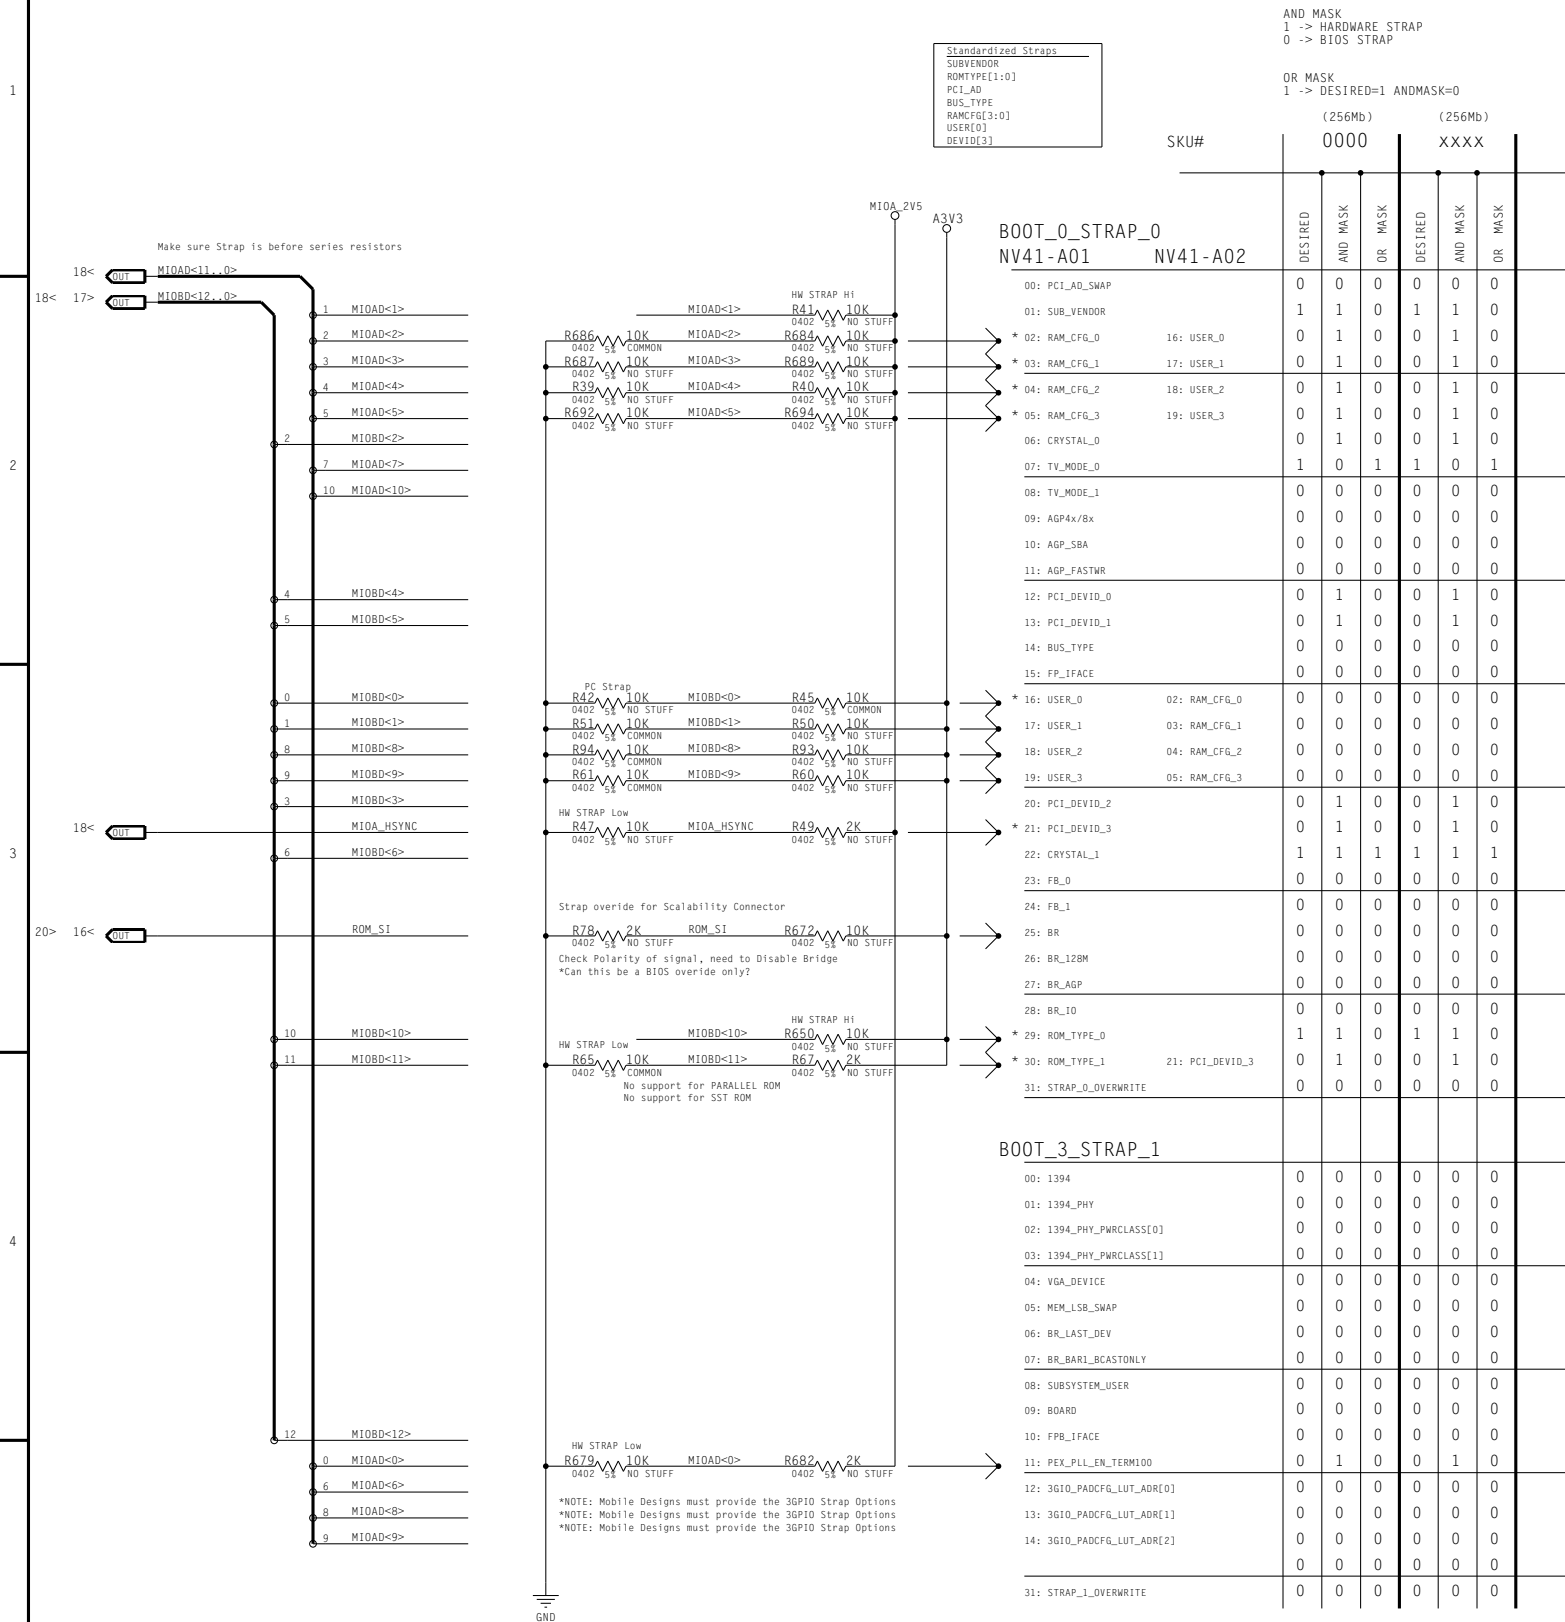 AND MASK
1 -> HARDWARE STRAP
0 -> BIOS STRAP
OR MASK
1 -> DESIRED=1 ANDMASK=0
Standardized Straps
SUBVENDOR
ROMTYPE[1:0]
PCI_AD
BUS_TYPE
RAMCFG[3:0]
USER[0]
DEVID[3]
1
(256Mb) (256Mb)
SKU# 0000 xxxx
DESIRED AND MASK OR MASK DESIRED AND MASK OR MASK
MIOA_2V5
A3V3
BOOT_0_STRAP_0
NV41-A01 NV41-A02
Make sure Strap is before series resistors
18< OUT MIOAD<11..0>
18< 17> OUT MIOBD<12..0>
00: PCI_AD_SWAP 0 0 0 0 0 0
HW STRAP Hi
1 MIOAD<1> MIOAD<1> R41 10K 01: SUB_VENDOR 1 1 0 1 1 0
0402 5% NO STUFF
2 MIOAD<2> R686 10K MIOAD<2> R684 10K * 02: RAM_CFG_0 16: USER_0 0 1 0 0 1 0
0402 5% COMMON 0402 5% NO STUFF
3 MIOAD<3> R687 10K MIOAD<3> R689 10K * 03: RAM_CFG_1 17: USER_1 0 1 0 0 1 0
0402 5% NO STUFF 0402 5% NO STUFF
4 MIOAD<4> R39 10K MIOAD<4> R40 10K * 04: RAM_CFG_2 18: USER_2 0 1 0 0 1 0
0402 5% NO STUFF 0402 5% NO STUFF
5 MIOAD<5> R692 10K MIOAD<5> R694 10K * 05: RAM_CFG_3 19: USER_3 0 1 0 0 1 0
0402 5% NO STUFF 0402 5% NO STUFF
2 MIOBD<2> 06: CRYSTAL_0 0 1 0 0 1 0
2
7 MIOAD<7> 07: TV_MODE_0 1 0 1 1 0 1
10 MIOAD<10> 08: TV_MODE_1 0 0 0 0 0 0
09: AGP4x/8x 0 0 0 0 0 0
10: AGP_SBA 0 0 0 0 0 0
11: AGP_FASTWR 0 0 0 0 0 0
4 MIOBD<4> 12: PCI_DEVID_0 0 1 0 0 1 0
5 MIOBD<5> 13: PCI_DEVID_1 0 1 0 0 1 0
14: BUS_TYPE 0 0 0 0 0 0
15: FP_IFACE 0 0 0 0 0 0
PC Strap
0 MIOBD<0> R42 10K MIOBD<0> R45 10K * 16: USER_0 02: RAM_CFG_0 0 0 0 0 0 0
0402 5% NO STUFF 0402 5% COMMON
1 MIOBD<1> R51 10K MIOBD<1> R50 10K 17: USER_1 03: RAM_CFG_1 0 0 0 0 0 0
0402 5% COMMON 0402 5% NO STUFF
8 MIOBD<8> R94 10K MIOBD<8> R93 10K 18: USER_2 04: RAM_CFG_2 0 0 0 0 0 0
0402 5% COMMON 0402 5% NO STUFF
9 MIOBD<9> R61 10K MIOBD<9> R60 10K 19: USER_3 05: RAM_CFG_3 0 0 0 0 0 0
0402 5% COMMON 0402 5% NO STUFF
3 MIOBD<3> 20: PCI_DEVID_2 0 1 0 0 1 0
HW STRAP Low
18< OUT MIOA_HSYNC R47 10K MIOA_HSYNC R49 2K * 21: PCI_DEVID_3 0 1 0 0 1 0
0402 5% NO STUFF 0402 5% NO STUFF
3
6 MIOBD<6> 22: CRYSTAL_1 1 1 1 1 1 1
23: FB_0 0 0 0 0 0 0
Strap overide for Scalability Connector 24: FB_1 0 0 0 0 0 0
20> 16< OUT ROM_SI R78 2K ROM_SI R672 10K 25: BR 0 0 0 0 0 0
0402 5% NO STUFF 0402 5% NO STUFF
Check Polarity of signal, need to Disable Bridge 26: BR_128M 0 0 0 0 0 0
*Can this be a BIOS overide only?
27: BR_AGP 0 0 0 0 0 0
28: BR_IO 0 0 0 0 0 0
HW STRAP Hi
10 MIOBD<10> MIOBD<10> R650 10K * 29: ROM_TYPE_0 1 1 0 1 1 0
HW STRAP Low 0402 5% NO STUFF
11 MIOBD<11> R65 10K MIOBD<11> R67 2K * 30: ROM_TYPE_1 21: PCI_DEVID_3 0 1 0 0 1 0
0402 5% COMMON 0402 5% NO STUFF
No support for PARALLEL ROM 31: STRAP_0_OVERWRITE 0 0 0 0 0 0
No support for SST ROM
BOOT_3_STRAP_1
00: 1394 0 0 0 0 0 0
01: 1394_PHY 0 0 0 0 0 0
02: 1394_PHY_PWRCLASS[0] 0 0 0 0 0 0
4
03: 1394_PHY_PWRCLASS[1] 0 0 0 0 0 0
04: VGA_DEVICE 0 0 0 0 0 0
05: MEM_LSB_SWAP 0 0 0 0 0 0
06: BR_LAST_DEV 0 0 0 0 0 0
07: BR_BAR1_BCASTONLY 0 0 0 0 0 0
08: SUBSYSTEM_USER 0 0 0 0 0 0
09: BOARD 0 0 0 0 0 0
12 MIOBD<12> 10: FPB_IFACE 0 0 0 0 0 0
HW STRAP Low
0 MIOAD<0> R679 10K MIOAD<0> R682 2K 11: PEX_PLL_EN_TERM100 0 1 0 0 1 0
0402 5% NO STUFF 0402 5% NO STUFF
6 MIOAD<6> 12: 3GIO_PADCFG_LUT_ADR[0] 0 0 0 0 0 0
*NOTE: Mobile Designs must provide the 3GPIO Strap Options
8 MIOAD<8> *NOTE: Mobile Designs must provide the 3GPIO Strap Options 13: 3GIO_PADCFG_LUT_ADR[1] 0 0 0 0 0 0
*NOTE: Mobile Designs must provide the 3GPIO Strap Options
9 MIOAD<9> 14: 3GIO_PADCFG_LUT_ADR[2] 0 0 0 0 0 0
0 0 0 0 0 0
31: STRAP_1_OVERWRITE 0 0 0 0 0 0
GND